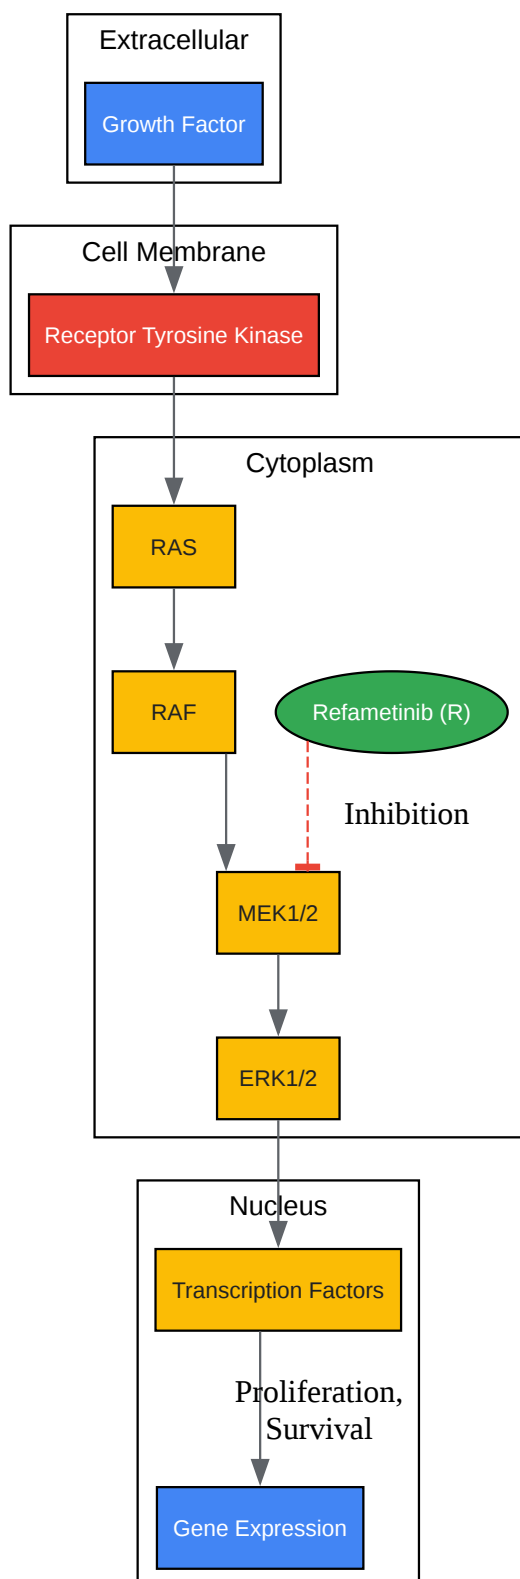 Extracellular
Growth Factor
Cell Membrane
Receptor Tyrosine Kinase
Cytoplasm
RAS
RAF
Refametinib (R)
Inhibition
MEK1/2
ERK1/2
Nucleus
Transcription Factors
Proliferation,
Survival
Gene Expression